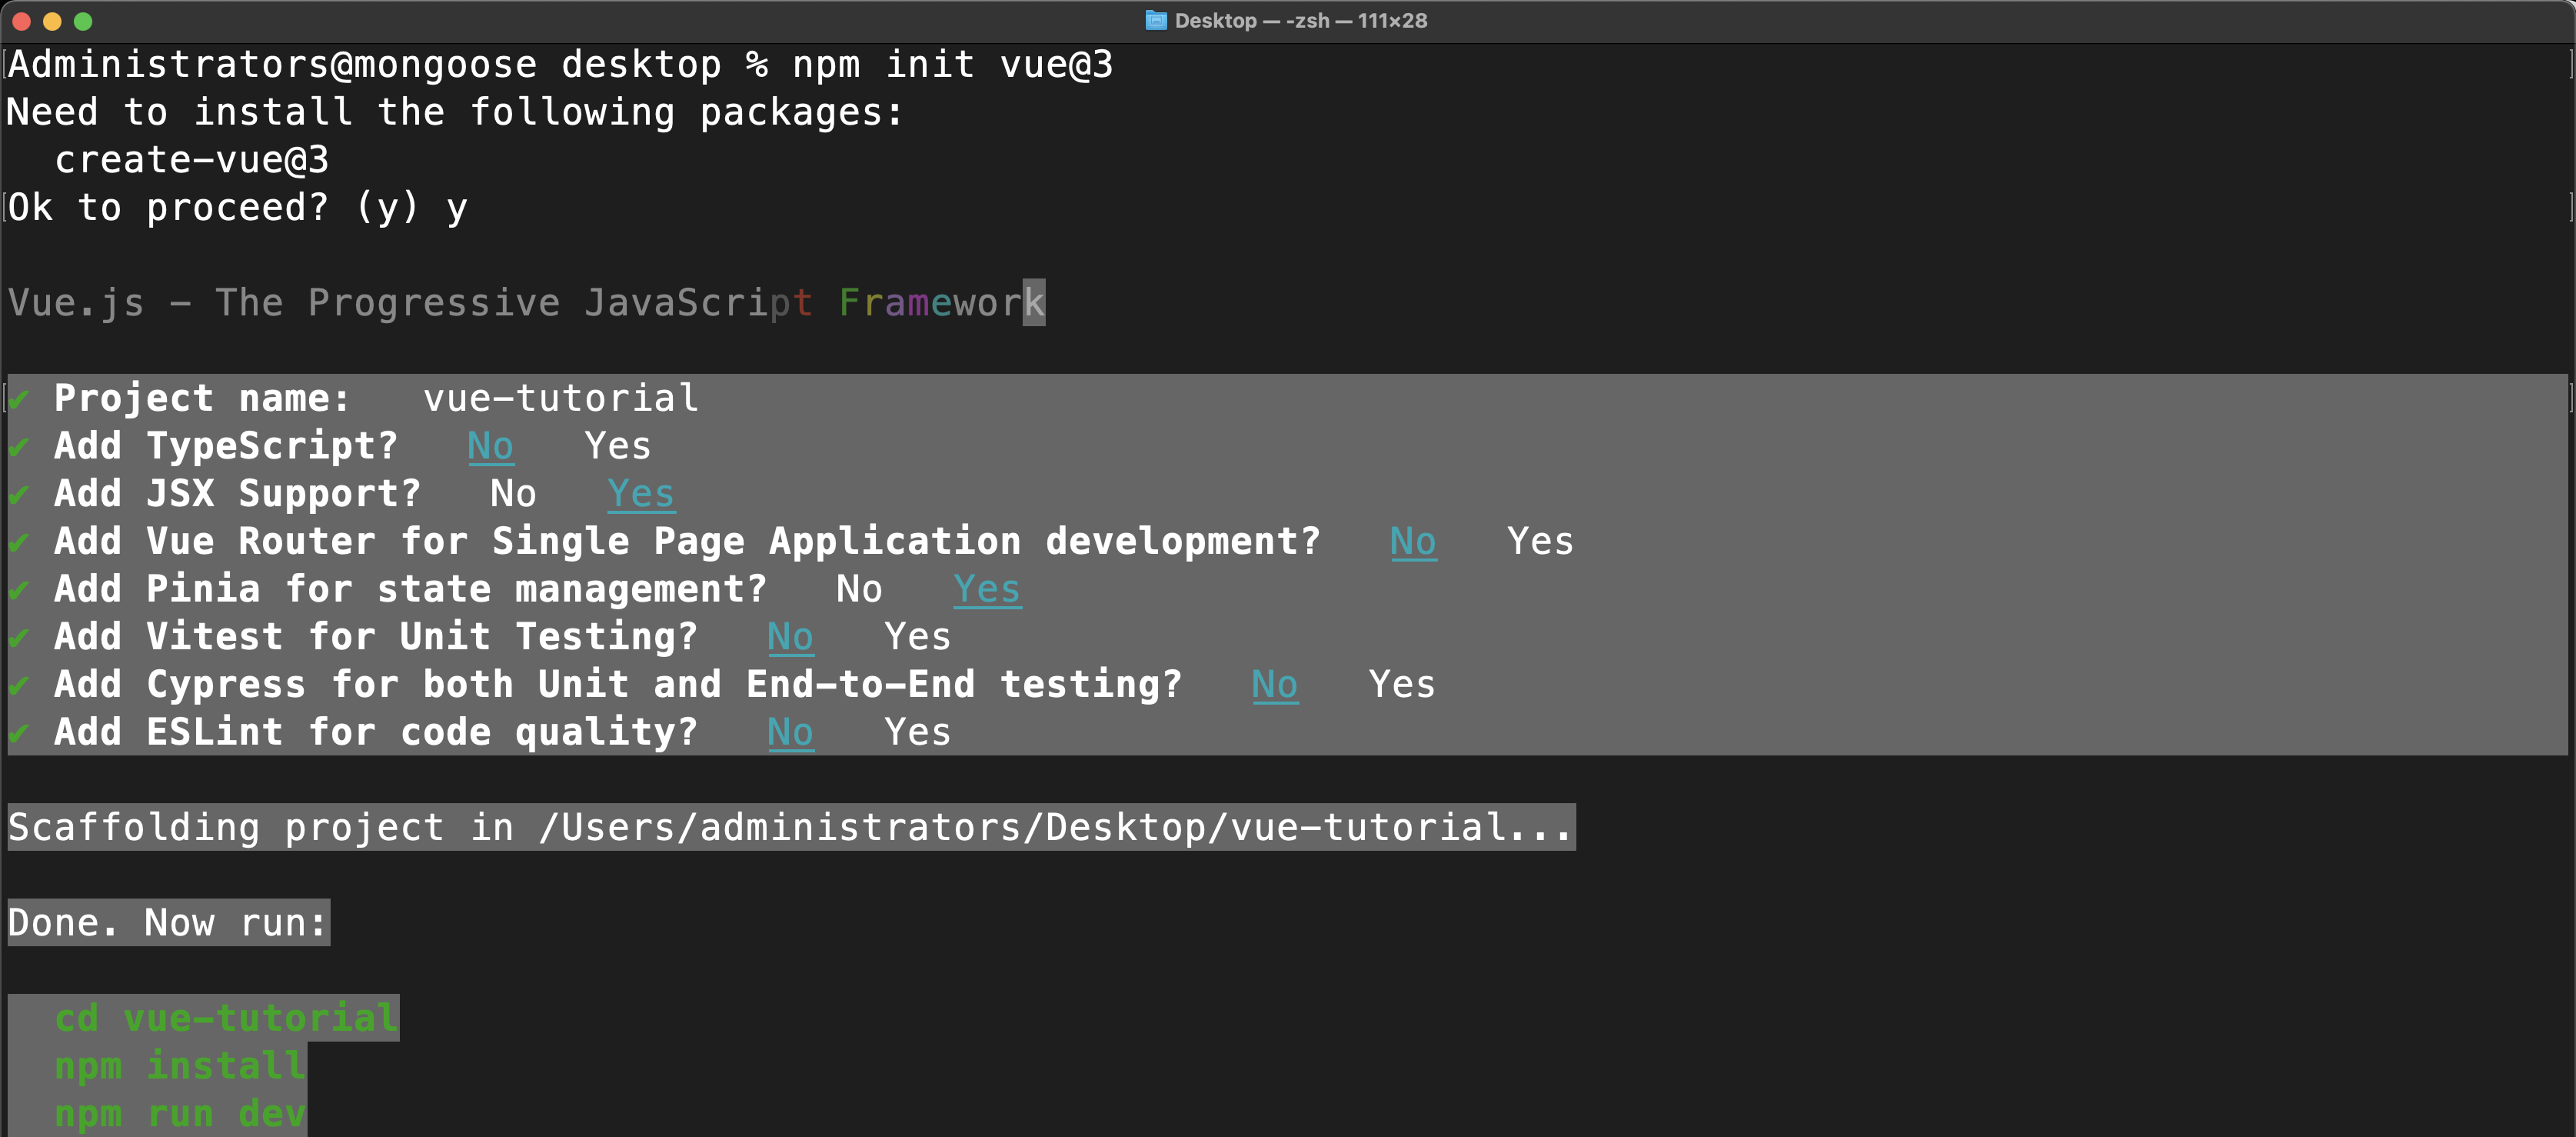 Desktop — -zsh — 111×28
Administrators@mongoose desktop % npm init vue@3
Need to install the following packages:
  create-vue@3
Ok to proceed? (y) y
Vue.js - The Progressive JavaScript Framework
✔ Project name:   vue-tutorial
✔ Add TypeScript?   No   Yes
✔ Add JSX Support?   No   Yes
✔ Add Vue Router for Single Page Application development?   No   Yes
✔ Add Pinia for state management?   No   Yes
✔ Add Vitest for Unit Testing?   No   Yes
✔ Add Cypress for both Unit and End-to-End testing?   No   Yes
✔ Add ESLint for code quality?   No   Yes
Scaffolding project in /Users/administrators/Desktop/vue-tutorial...
Done. Now run:
  cd vue-tutorial
  npm install
  npm run dev